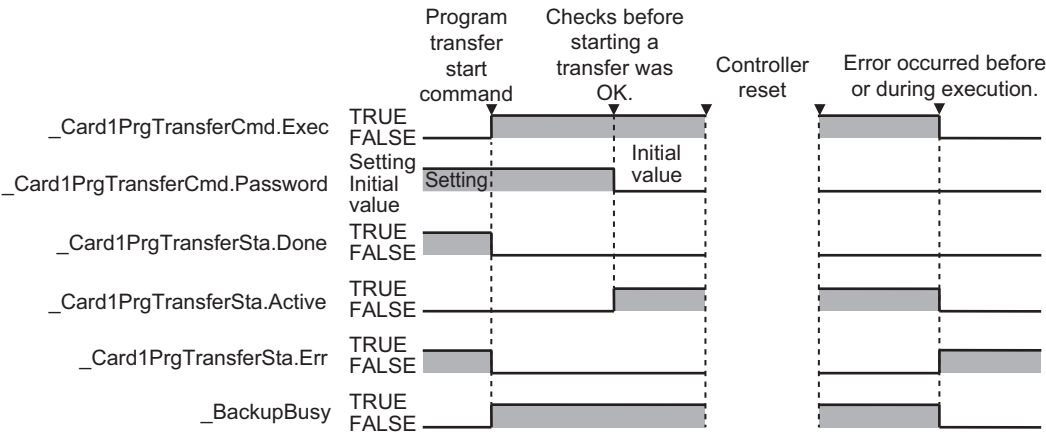 Program
transfer
start
command
Checks before
starting a
transfer was
OK.
Controller
reset
Error occurred before
or during execution.
_Card1PrgTransferCmd.Exec
TRUE
FALSE
_Card1PrgTransferCmd.Password
Setting
Initial
value
Setting
Initial
value
_Card1PrgTransferSta.Done
TRUE
FALSE
_Card1PrgTransferSta.Active
TRUE
FALSE
_Card1PrgTransferSta.Err
TRUE
FALSE
_BackupBusy
TRUE
FALSE